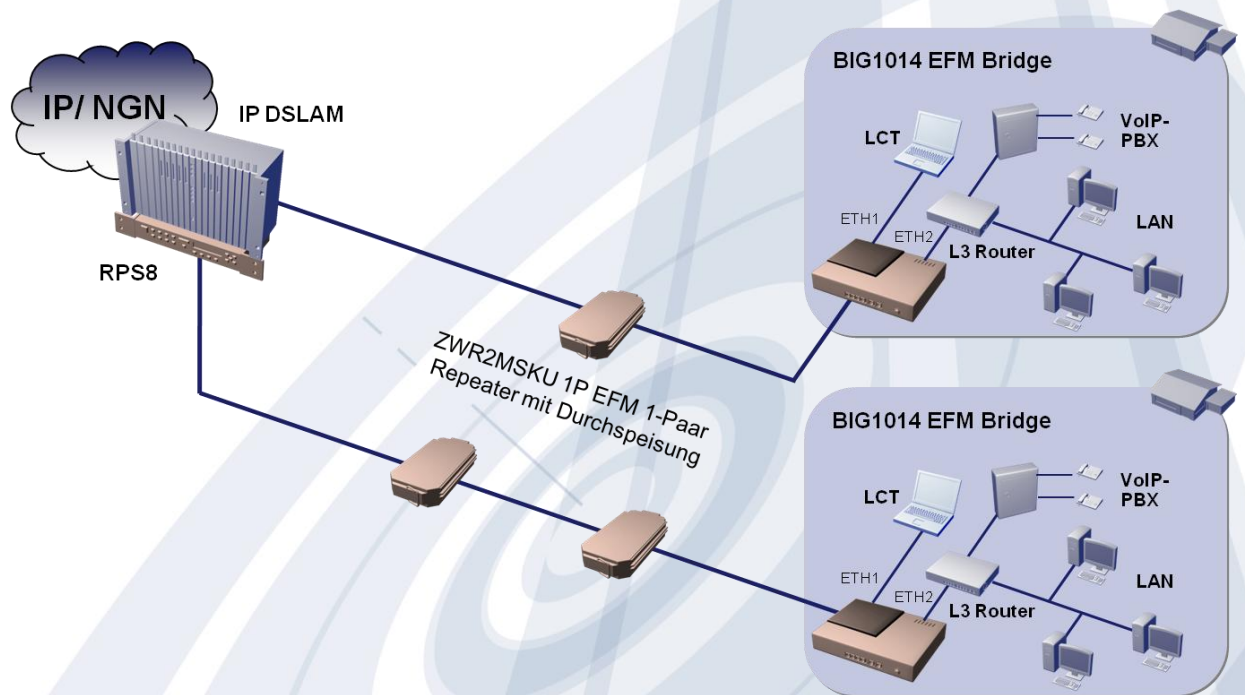 IP/ NGN
IP DSLAM
RPS8
ZWR2MSKU 1P EFM 1-Paar
Repeater mit Durchspeisung
BIG1014 EFM Bridge
LCT
VoIP-
PBX
ETH1
ETH2
L3 Router
LAN
BIG1014 EFM Bridge
LCT
VoIP-
PBX
ETH1
ETH2
L3 Router
LAN